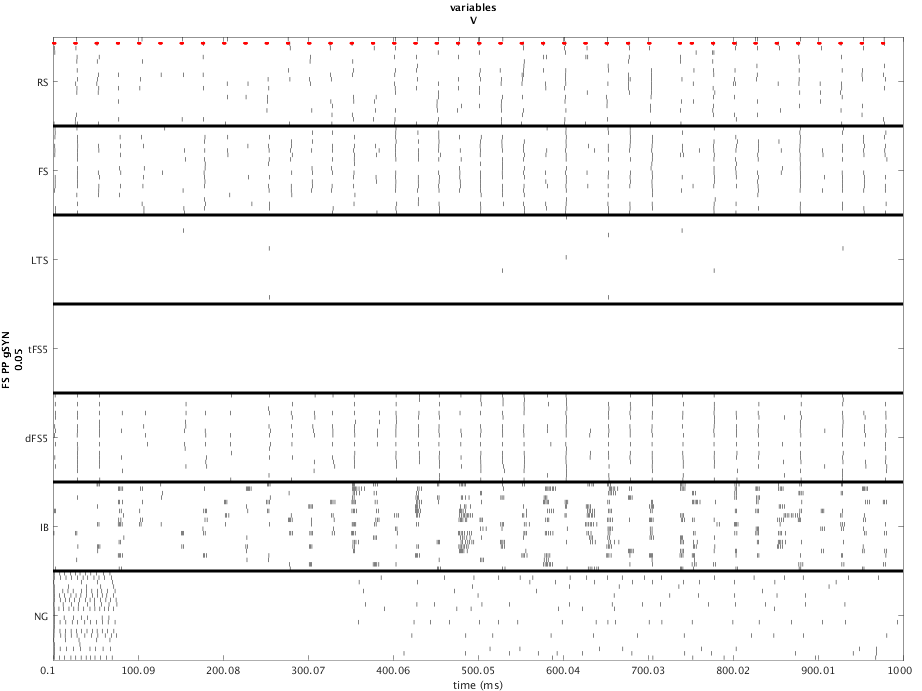 variables
V
RS
FS
LTS
tFS5
dFS5
IB
NG
FS PP gSYN
0.05
0.1
100.09
200.08
300.07
400.06
500.05
600.04
700.03
800.02
900.01
1000
time (ms)